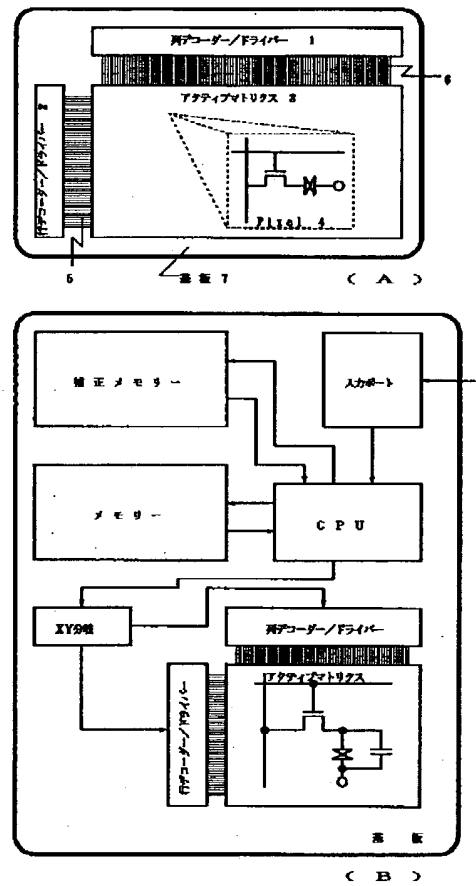 列デコーダー/ドライバー 1
6
アクティブマトリクス 3
行デコーダー/ドライバー 2
Pixel 4
5
基板 7
( A )
補正メモリー
入力ポート
メモリー
CPU
XY分岐
列デコーダー/ドライバー
アクティブマトリクス
行デコーダー/ドライバー
基板
( B )